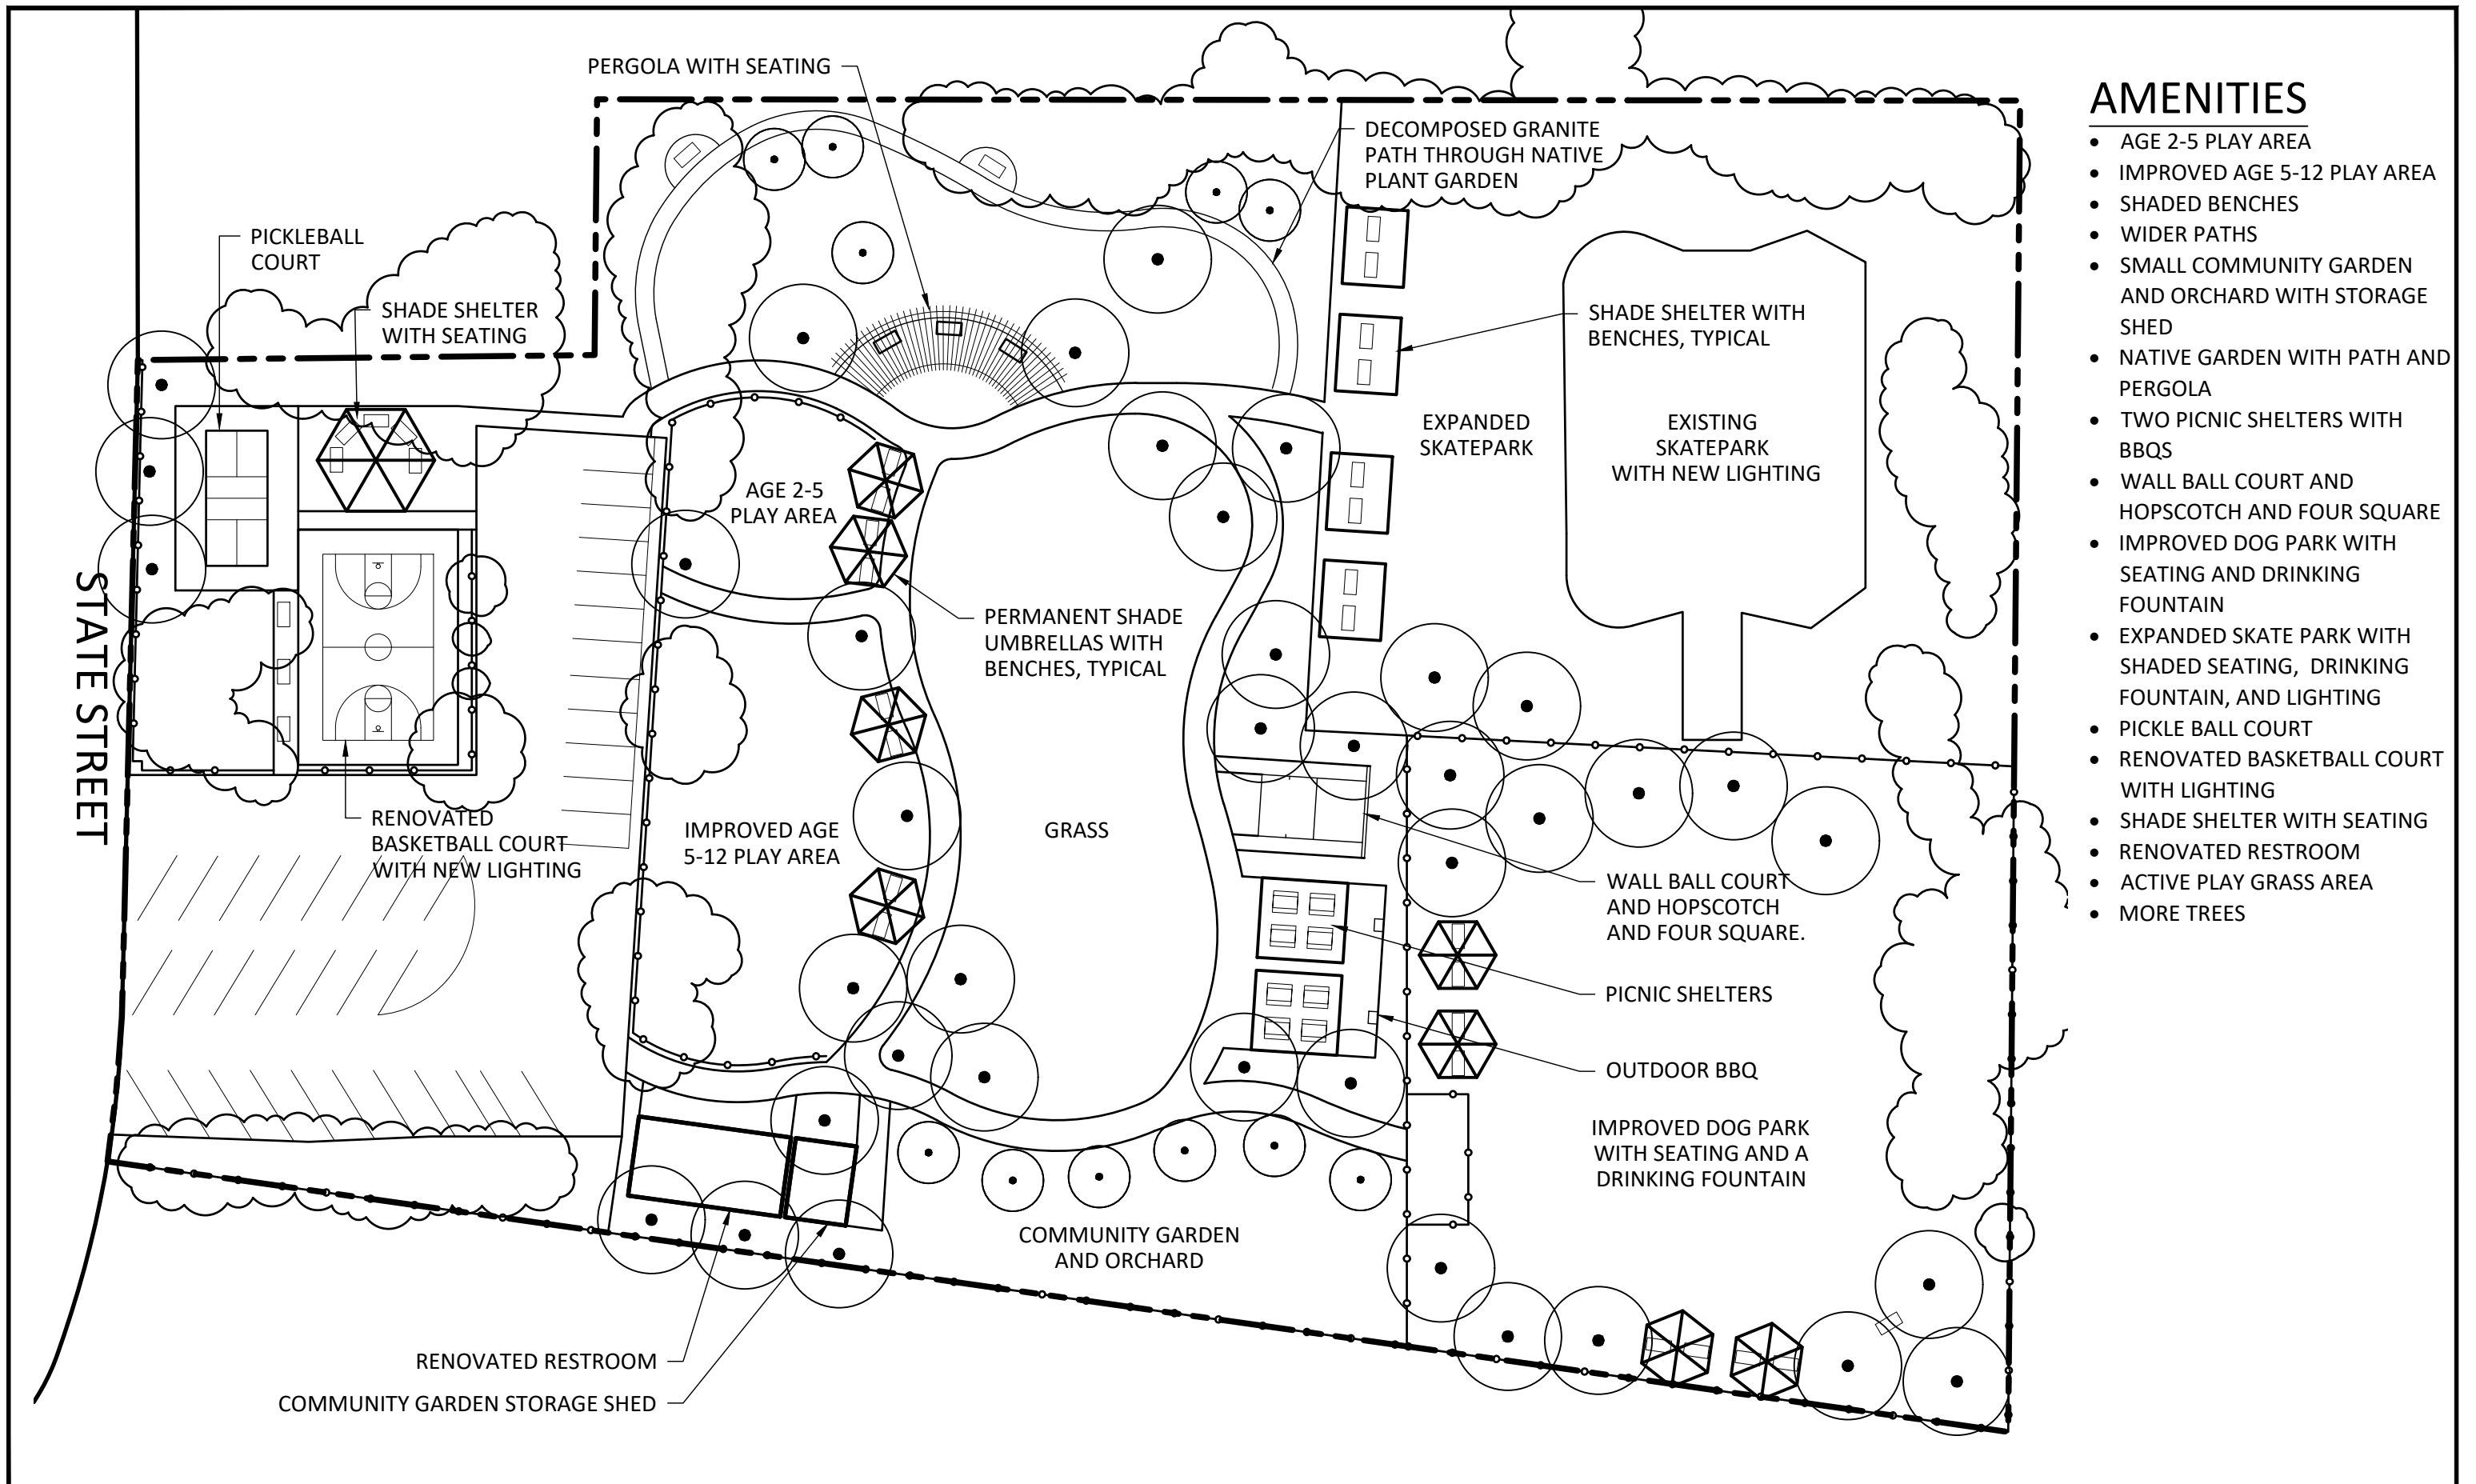 PERGOLA WITH SEATING
DECOMPOSED GRANITE
PATH THROUGH NATIVE
PLANT GARDEN
PICKLEBALL
COURT
SHADE SHELTER
WITH SEATING
SHADE SHELTER WITH
BENCHES, TYPICAL
EXPANDED
SKATEPARK
EXISTING
SKATEPARK
WITH NEW LIGHTING
AGE 2-5
PLAY AREA
PERMANENT SHADE
UMBRELLAS WITH
BENCHES, TYPICAL
STATE STREET
RENOVATED
BASKETBALL COURT
WITH NEW LIGHTING
IMPROVED AGE
5-12 PLAY AREA
GRASS
WALL BALL COURT
AND HOPSCOTCH
AND FOUR SQUARE.
PICNIC SHELTERS
OUTDOOR BBQ
IMPROVED DOG PARK
WITH SEATING AND A
DRINKING FOUNTAIN
COMMUNITY GARDEN
AND ORCHARD
RENOVATED RESTROOM
COMMUNITY GARDEN STORAGE SHED
AMENITIES
• AGE 2-5 PLAY AREA
• IMPROVED AGE 5-12 PLAY AREA
• SHADED BENCHES
• WIDER PATHS
• SMALL COMMUNITY GARDEN
AND ORCHARD WITH STORAGE
SHED
• NATIVE GARDEN WITH PATH AND
PERGOLA
• TWO PICNIC SHELTERS WITH
BBQS
• WALL BALL COURT AND
HOPSCOTCH AND FOUR SQUARE
• IMPROVED DOG PARK WITH
SEATING AND DRINKING
FOUNTAIN
• EXPANDED SKATE PARK WITH
SHADED SEATING, DRINKING
FOUNTAIN, AND LIGHTING
• PICKLE BALL COURT
• RENOVATED BASKETBALL COURT
WITH LIGHTING
• SHADE SHELTER WITH SEATING
• RENOVATED RESTROOM
• ACTIVE PLAY GRASS AREA
• MORE TREES